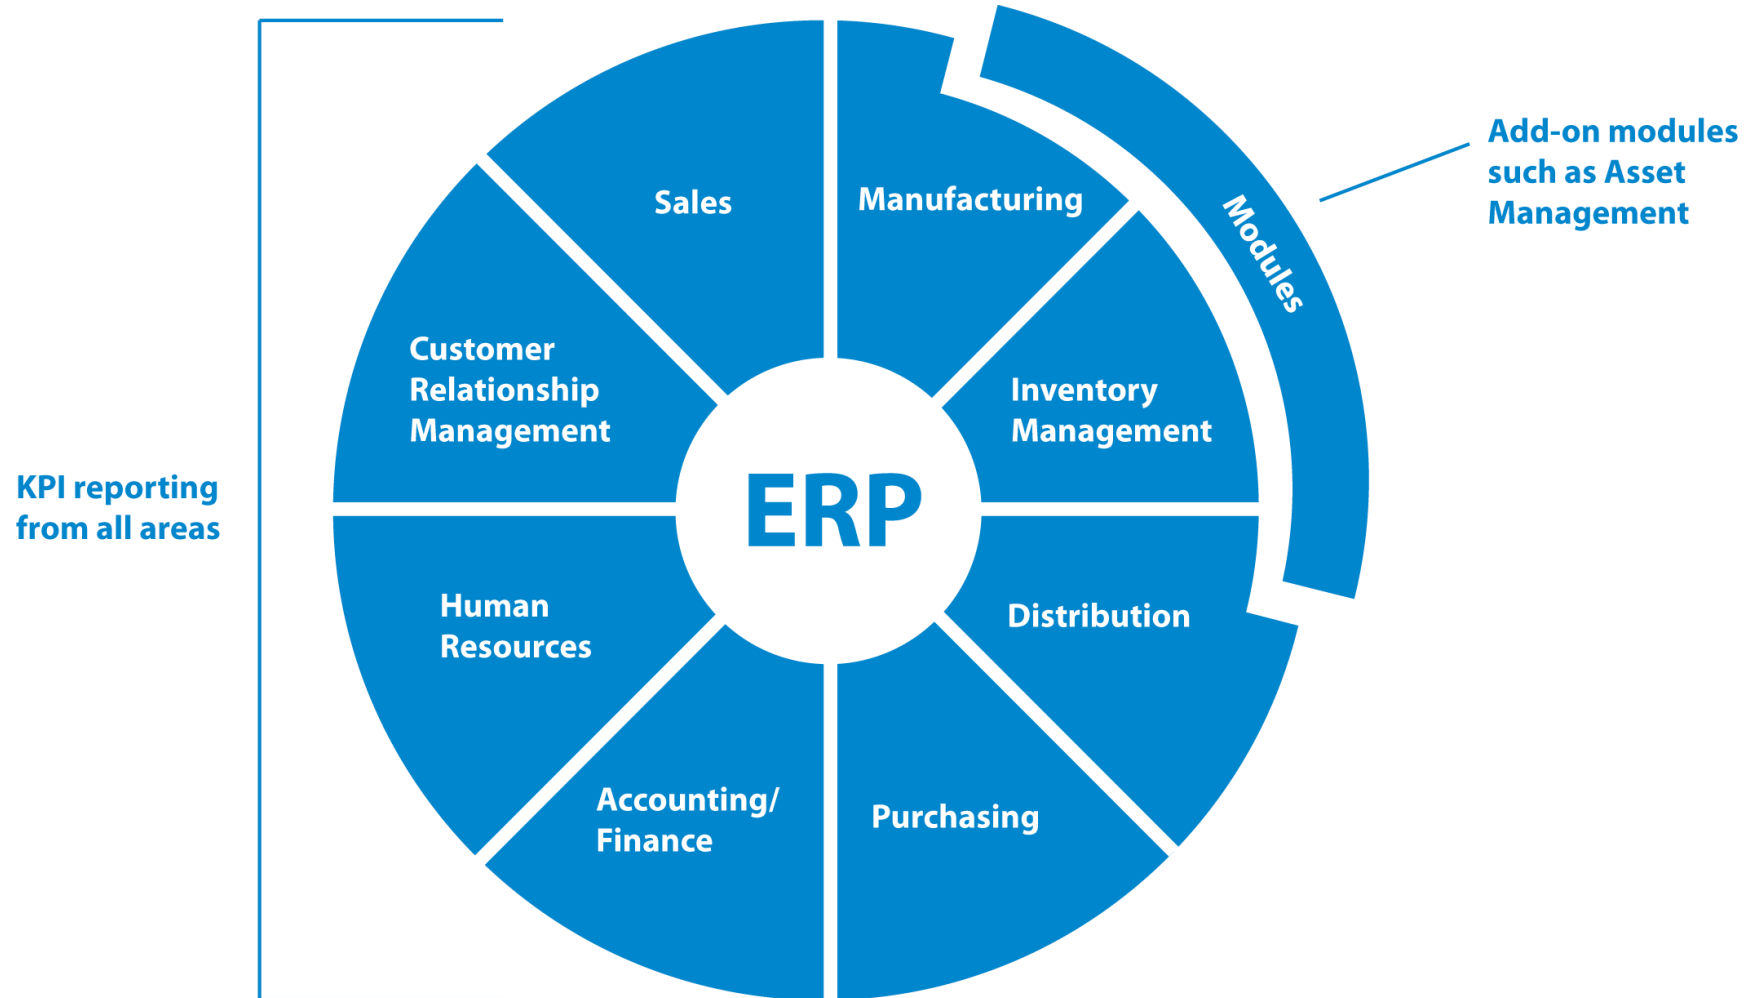 Sales
Manufacturing
Modules
Add-on modules
such as Asset
Management
Customer
Relationship
Management
Inventory
Management
KPI reporting
from all areas
ERP
Human
Resources
Distribution
Accounting/
Finance
Purchasing